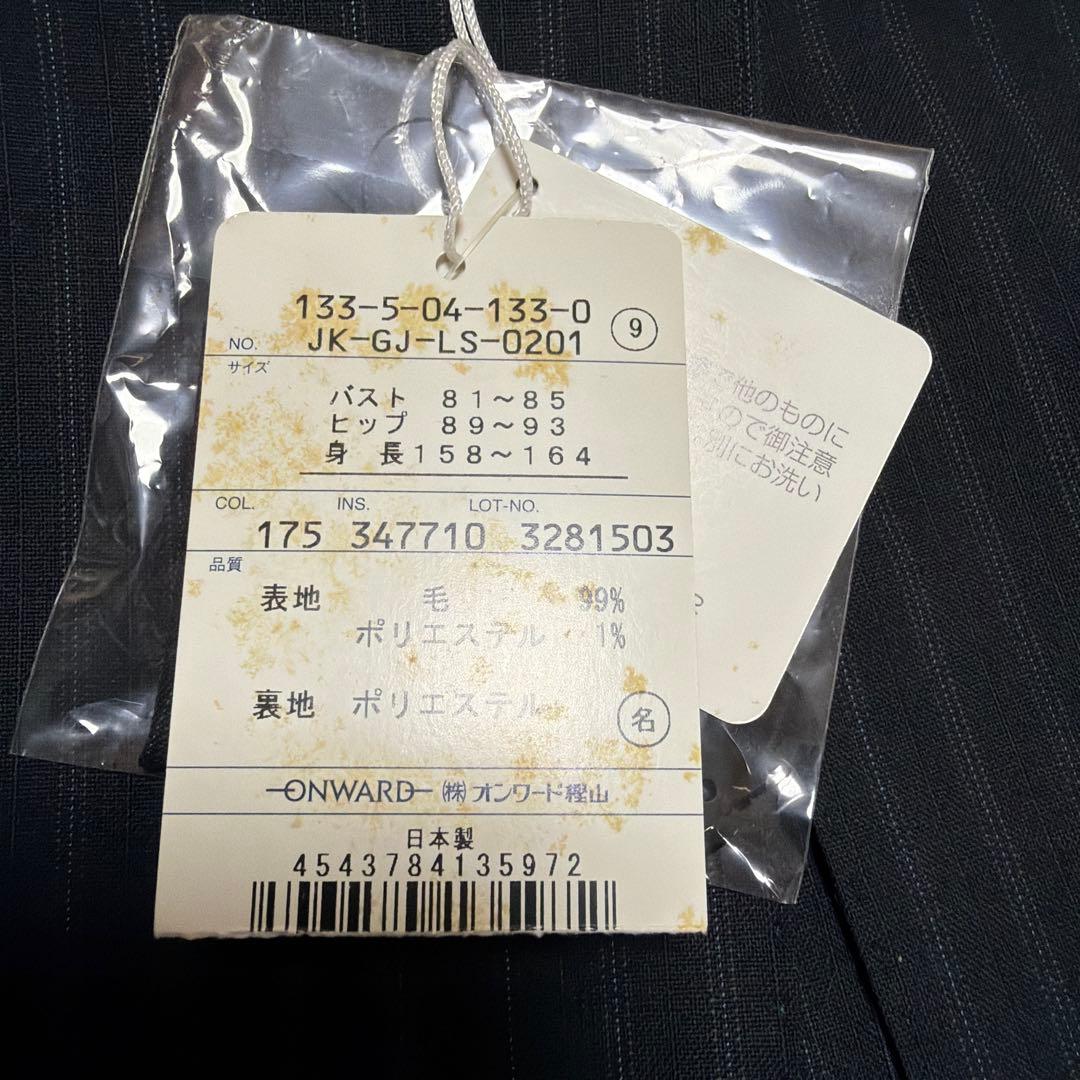 133-5-04-133-0
NO. JK-GJ-LS-0201 9
サイズ
バスト 81～85
ヒップ 89～93
身 長 158～164
COL. INS. LOT-NO.
175 347710 3281503
品質
表地 毛 99%
ポリエステル 1%
裏地 ポリエステル 名
ONWARD ㈱オンワード樫山
日本製
4543784135972
で他のものに
ので御注意
別にお洗い